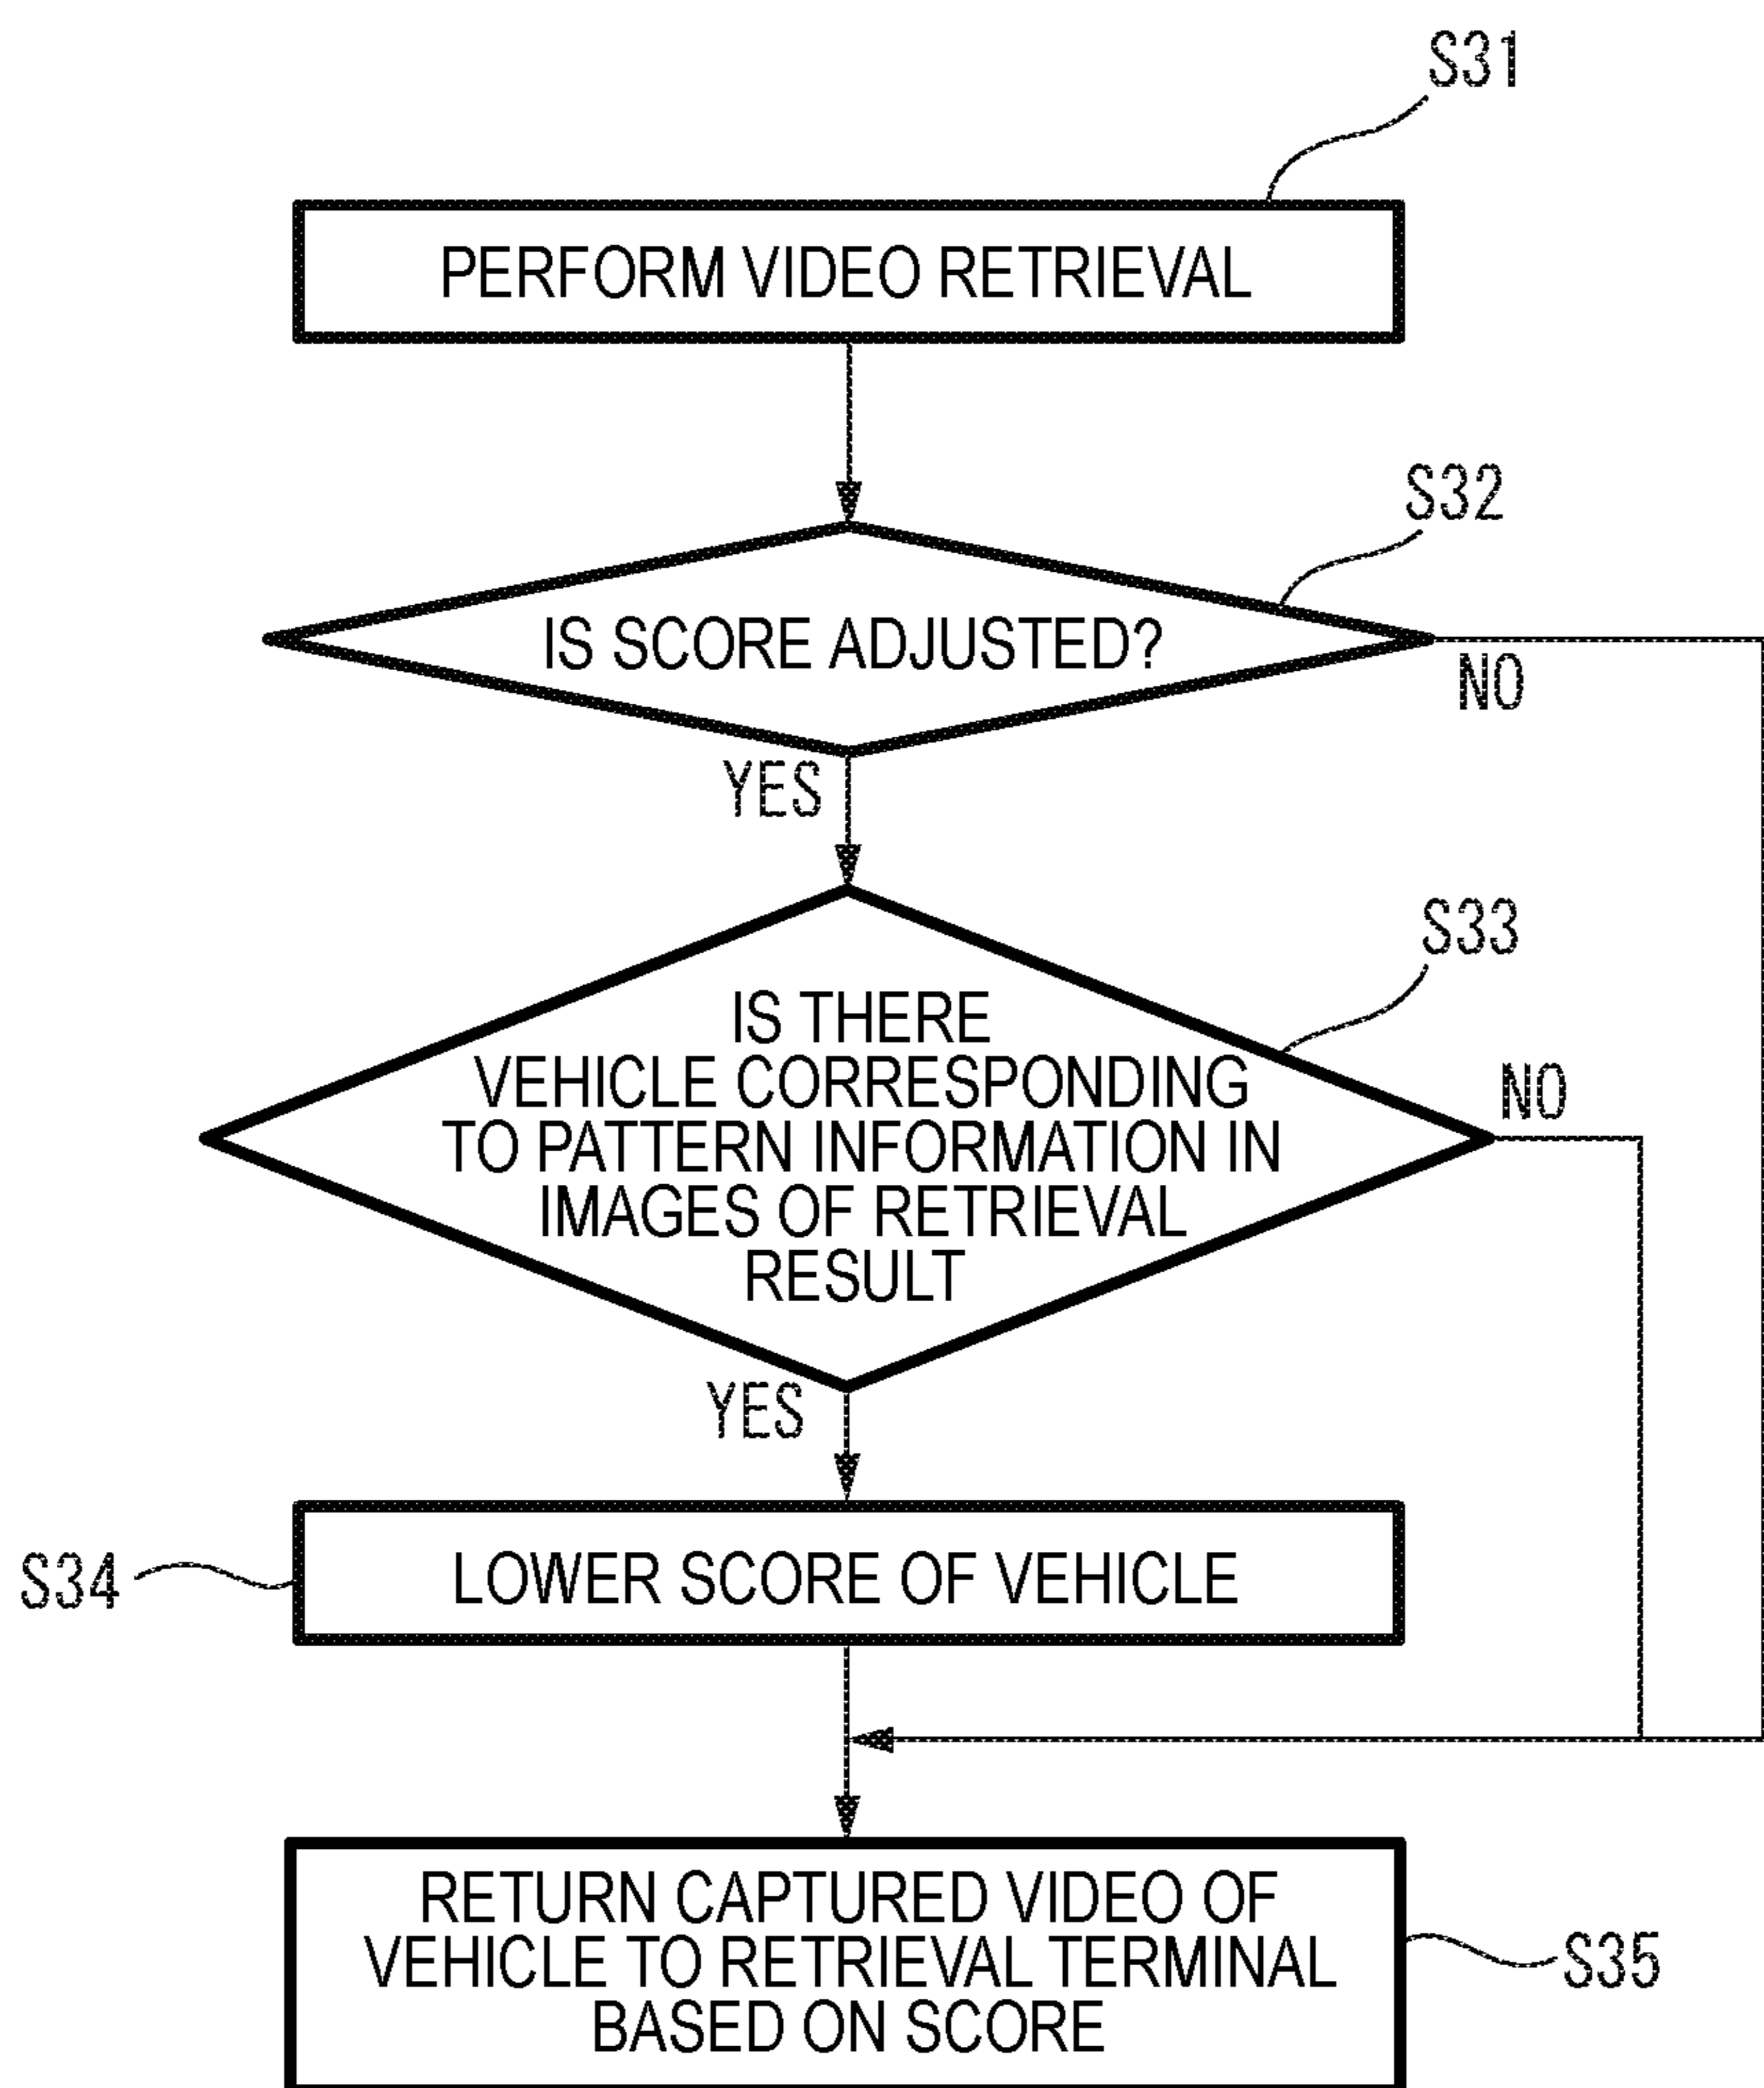 S31
PERFORM VIDEO RETRIEVAL
S32
IS SCORE ADJUSTED?
NO
YES
S33
IS THERE
VEHICLE CORRESPONDING
TO PATTERN INFORMATION IN
IMAGES OF RETRIEVAL
RESULT
NO
YES
S34
LOWER SCORE OF VEHICLE
RETURN CAPTURED VIDEO OF
VEHICLE TO RETRIEVAL TERMINAL
BASED ON SCORE
S35